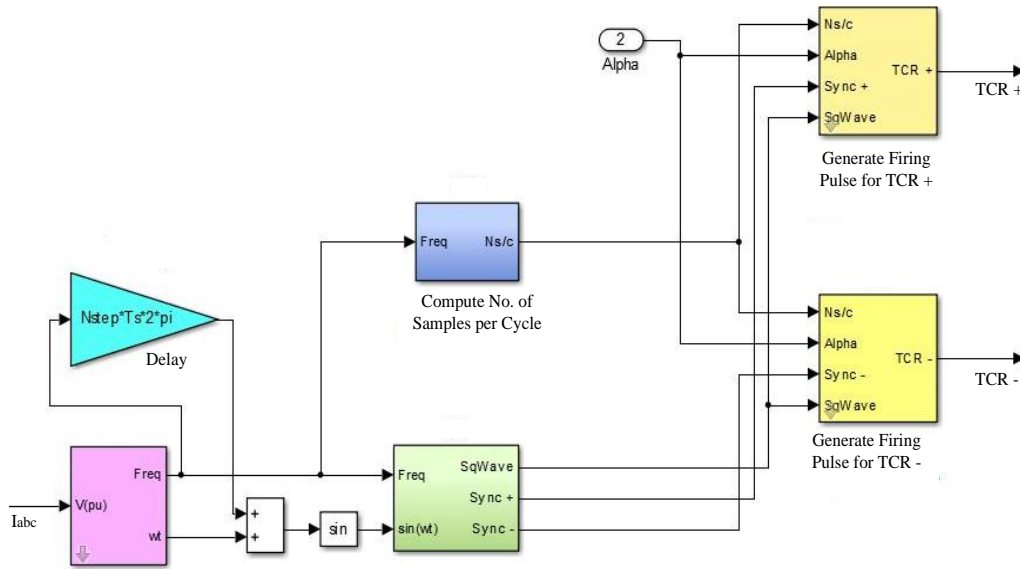 2
Alpha
Ns/c
Alpha
TCR +
Sync +
SqWave
TCR +
Generate Firing
Pulse for TCR +
Freq
Ns/c
Compute No. of
Samples per Cycle
Nstep*Ts*2*pi
Delay
Ns/c
Alpha
TCR -
Sync -
SqWave
TCR -
Generate Firing
Pulse for TCR -
Iabc
V(pu)
Freq
wt
+
+
sin
Freq
sin(wt)
SqWave
Sync +
Sync -